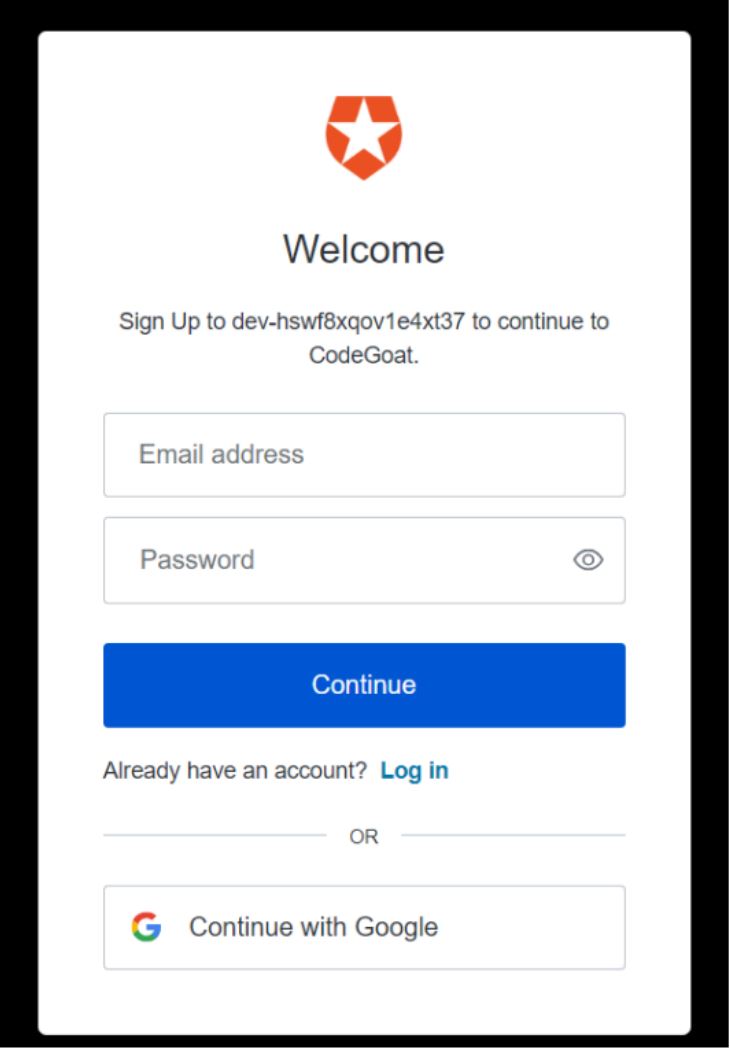 Welcome
Sign Up to dev-hswf8xqov1e4xt37 to continue to
CodeGoat.
Email address
Password
Continue
Already have an account? Log in
OR
Continue with Google